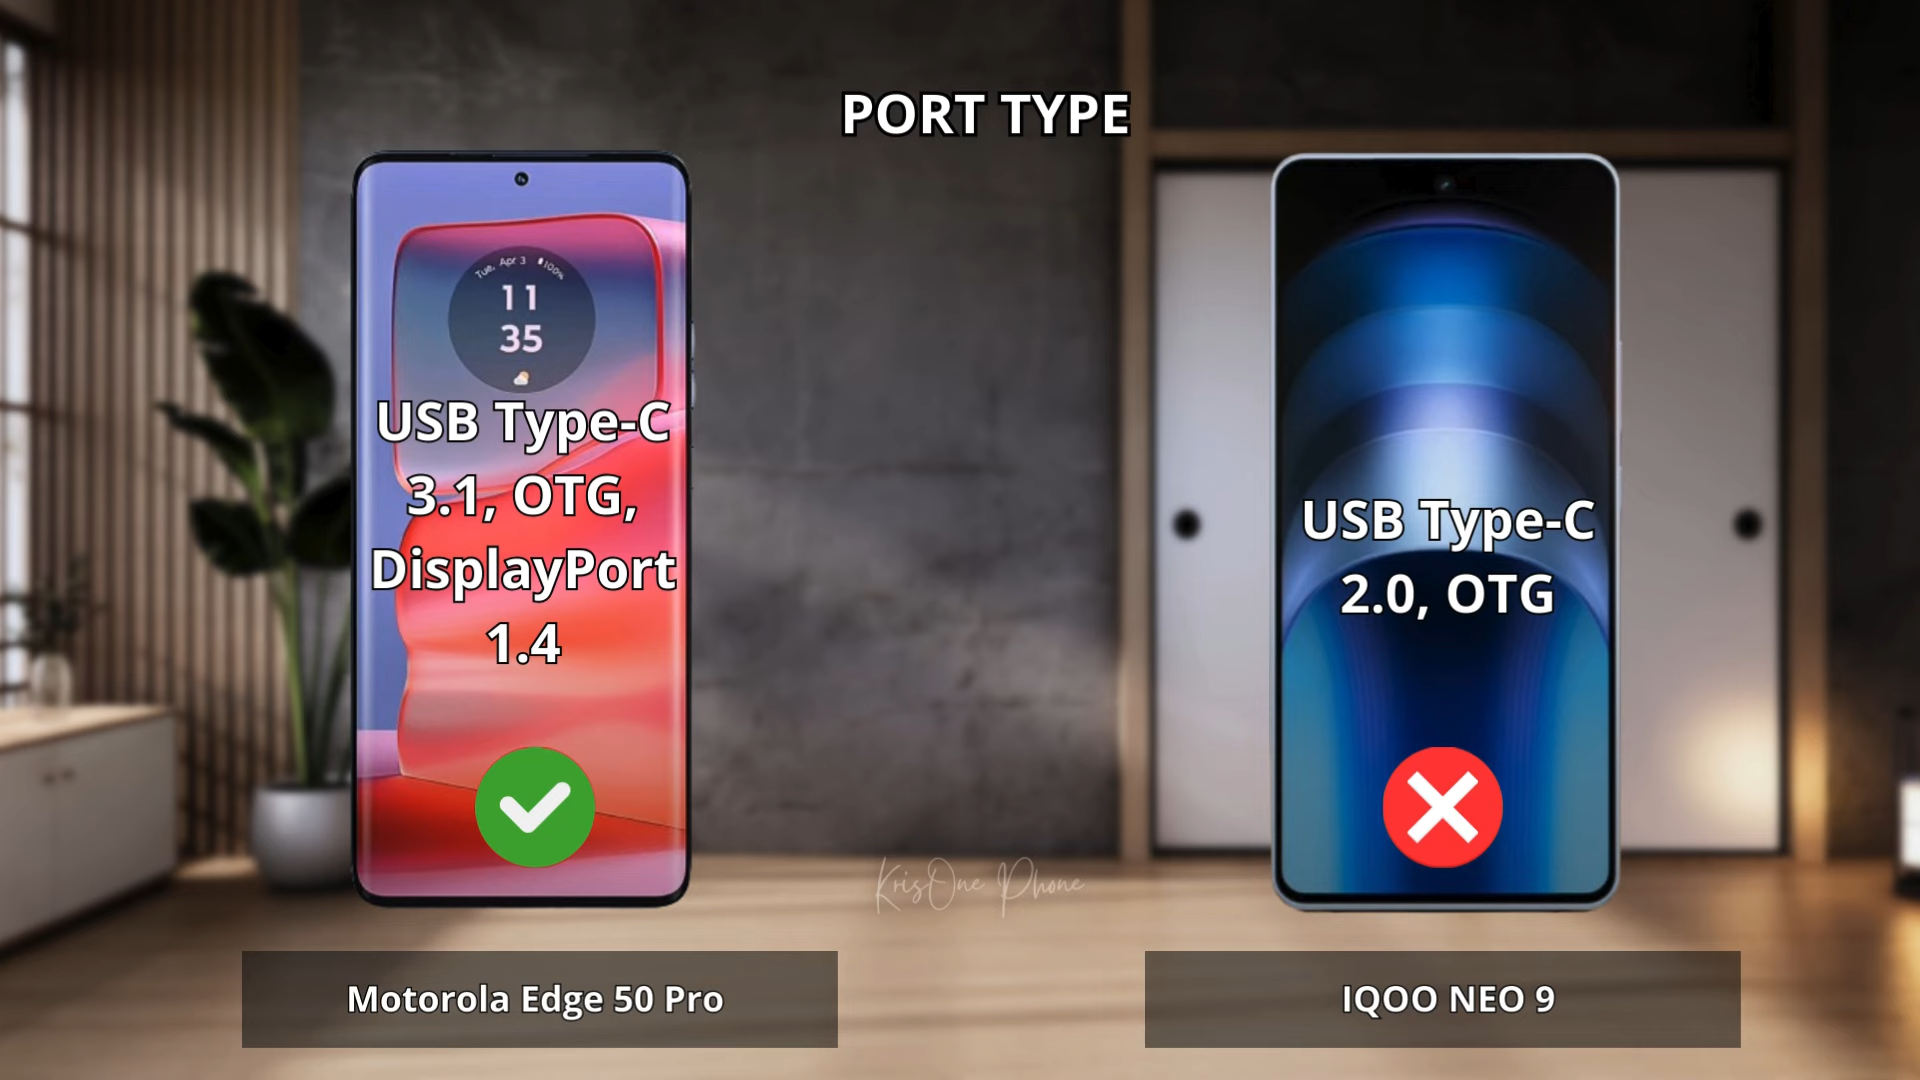 PORT TYPE
Tue, Apr 3 100%
11
35
USB Type-C
3.1, OTG,
DisplayPort
1.4
USB Type-C
2.0, OTG
KrisOne Phone
Motorola Edge 50 Pro
IQOO NEO 9